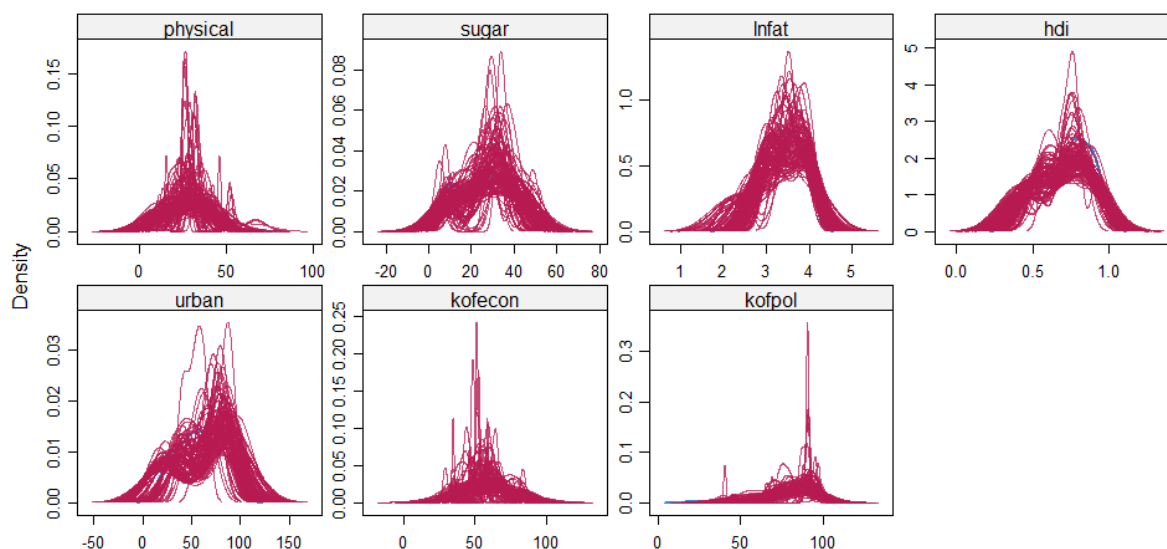 physical
sugar
lnfat
hdi
0.00 0.05 0.10 0.15
0.00 0.02 0.04 0.06 0.08
0.0 0.5 1.0
0 1 2 3 4 5
0 50 100
-20 0 20 40 60 80
1 2 3 4 5
0.0 0.5 1.0
Density
urban
kofecon
kofpol
0.00 0.01 0.02 0.03
0.00 0.05 0.10 0.15 0.20 0.25
0.0 0.1 0.2 0.3
-50 0 50 100 150
0 50 100
0 50 100